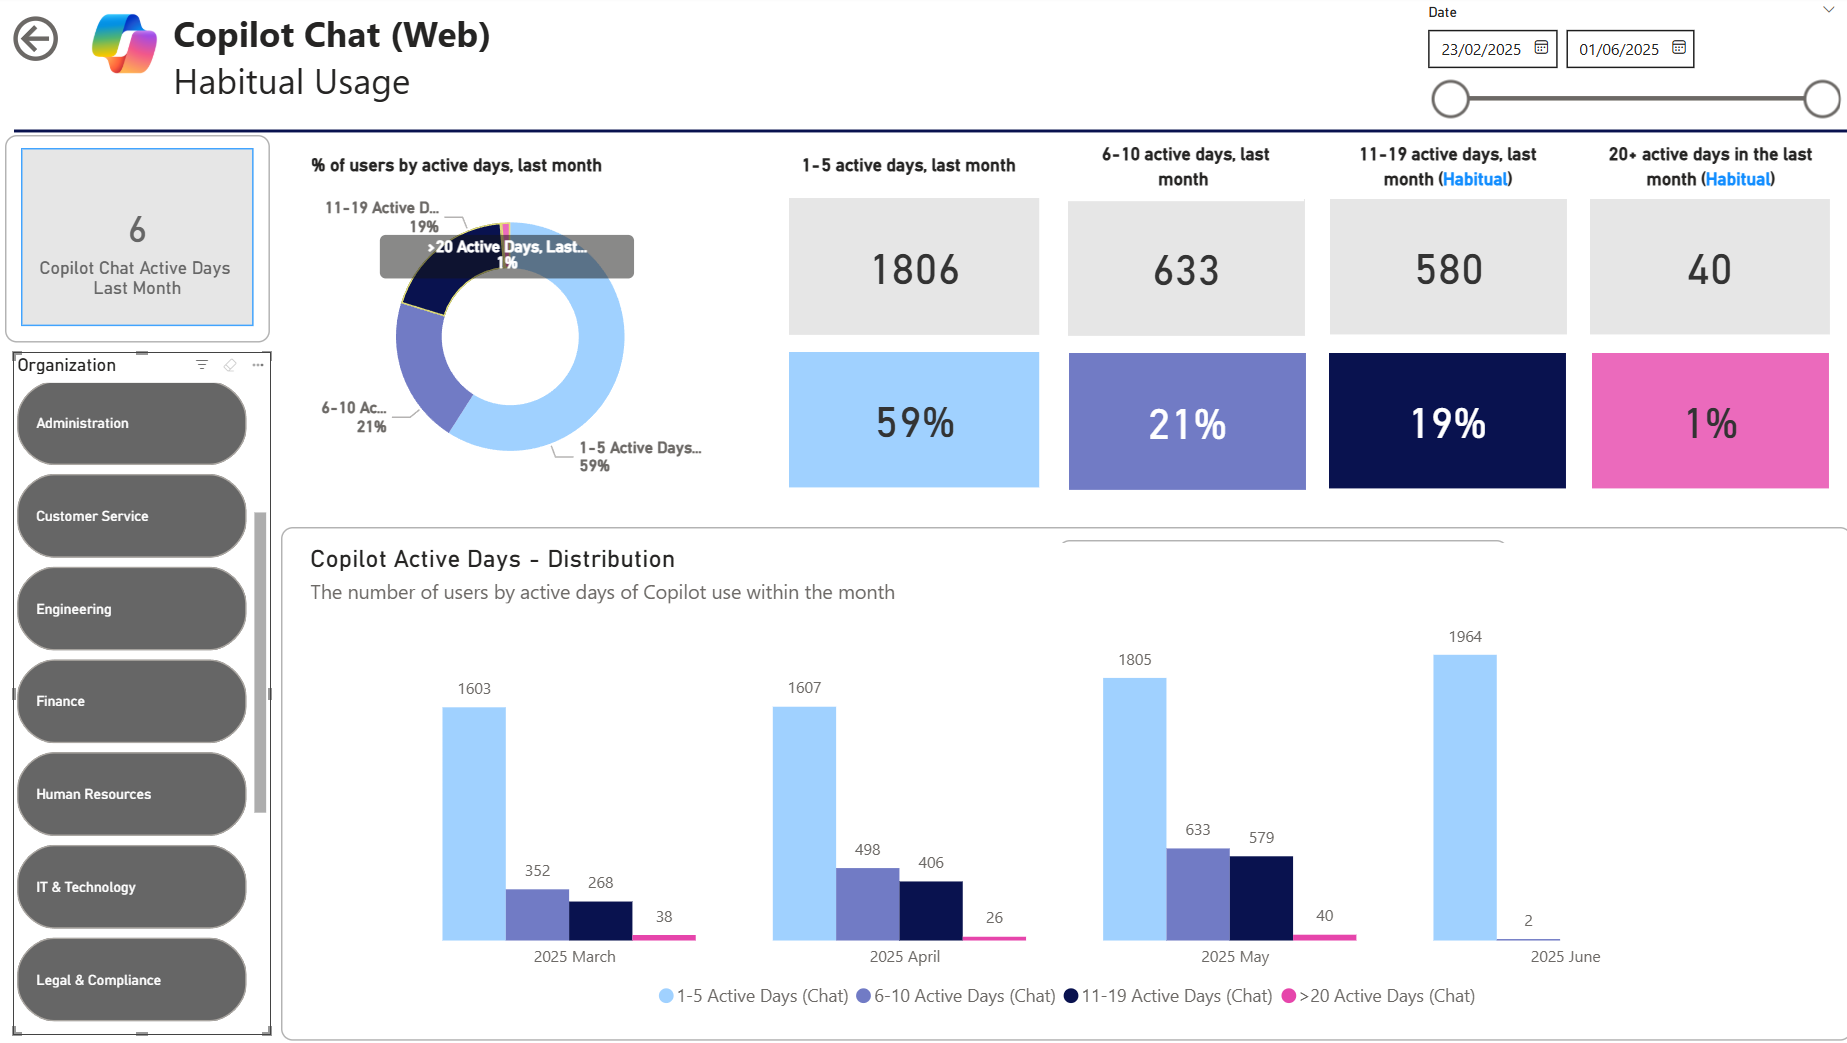 Copilot Chat (Web)
Habitual Usage
Date
23/02/2025
01/06/2025
6
Copilot Chat Active Days
Last Month
Organization
Administration
Customer Service
Engineering
Finance
Human Resources
IT & Technology
Legal & Compliance
% of users by active days, last month
11-19 Active D...
19%
>20 Active Days, Last...
1%
6-10 Ac...
21%
1-5 Active Days...
59%
1-5 active days, last month
1806
59%
6-10 active days, last
month
633
21%
11-19 active days, last
month (Habitual)
580
19%
20+ active days in the last
month (Habitual)
40
1%
Copilot Active Days - Distribution
The number of users by active days of Copilot use within the month
1603
352
268
38
2025 March
1607
498
406
26
2025 April
1805
633
579
40
2025 May
1964
2
2025 June
1-5 Active Days (Chat)
6-10 Active Days (Chat)
11-19 Active Days (Chat)
>20 Active Days (Chat)